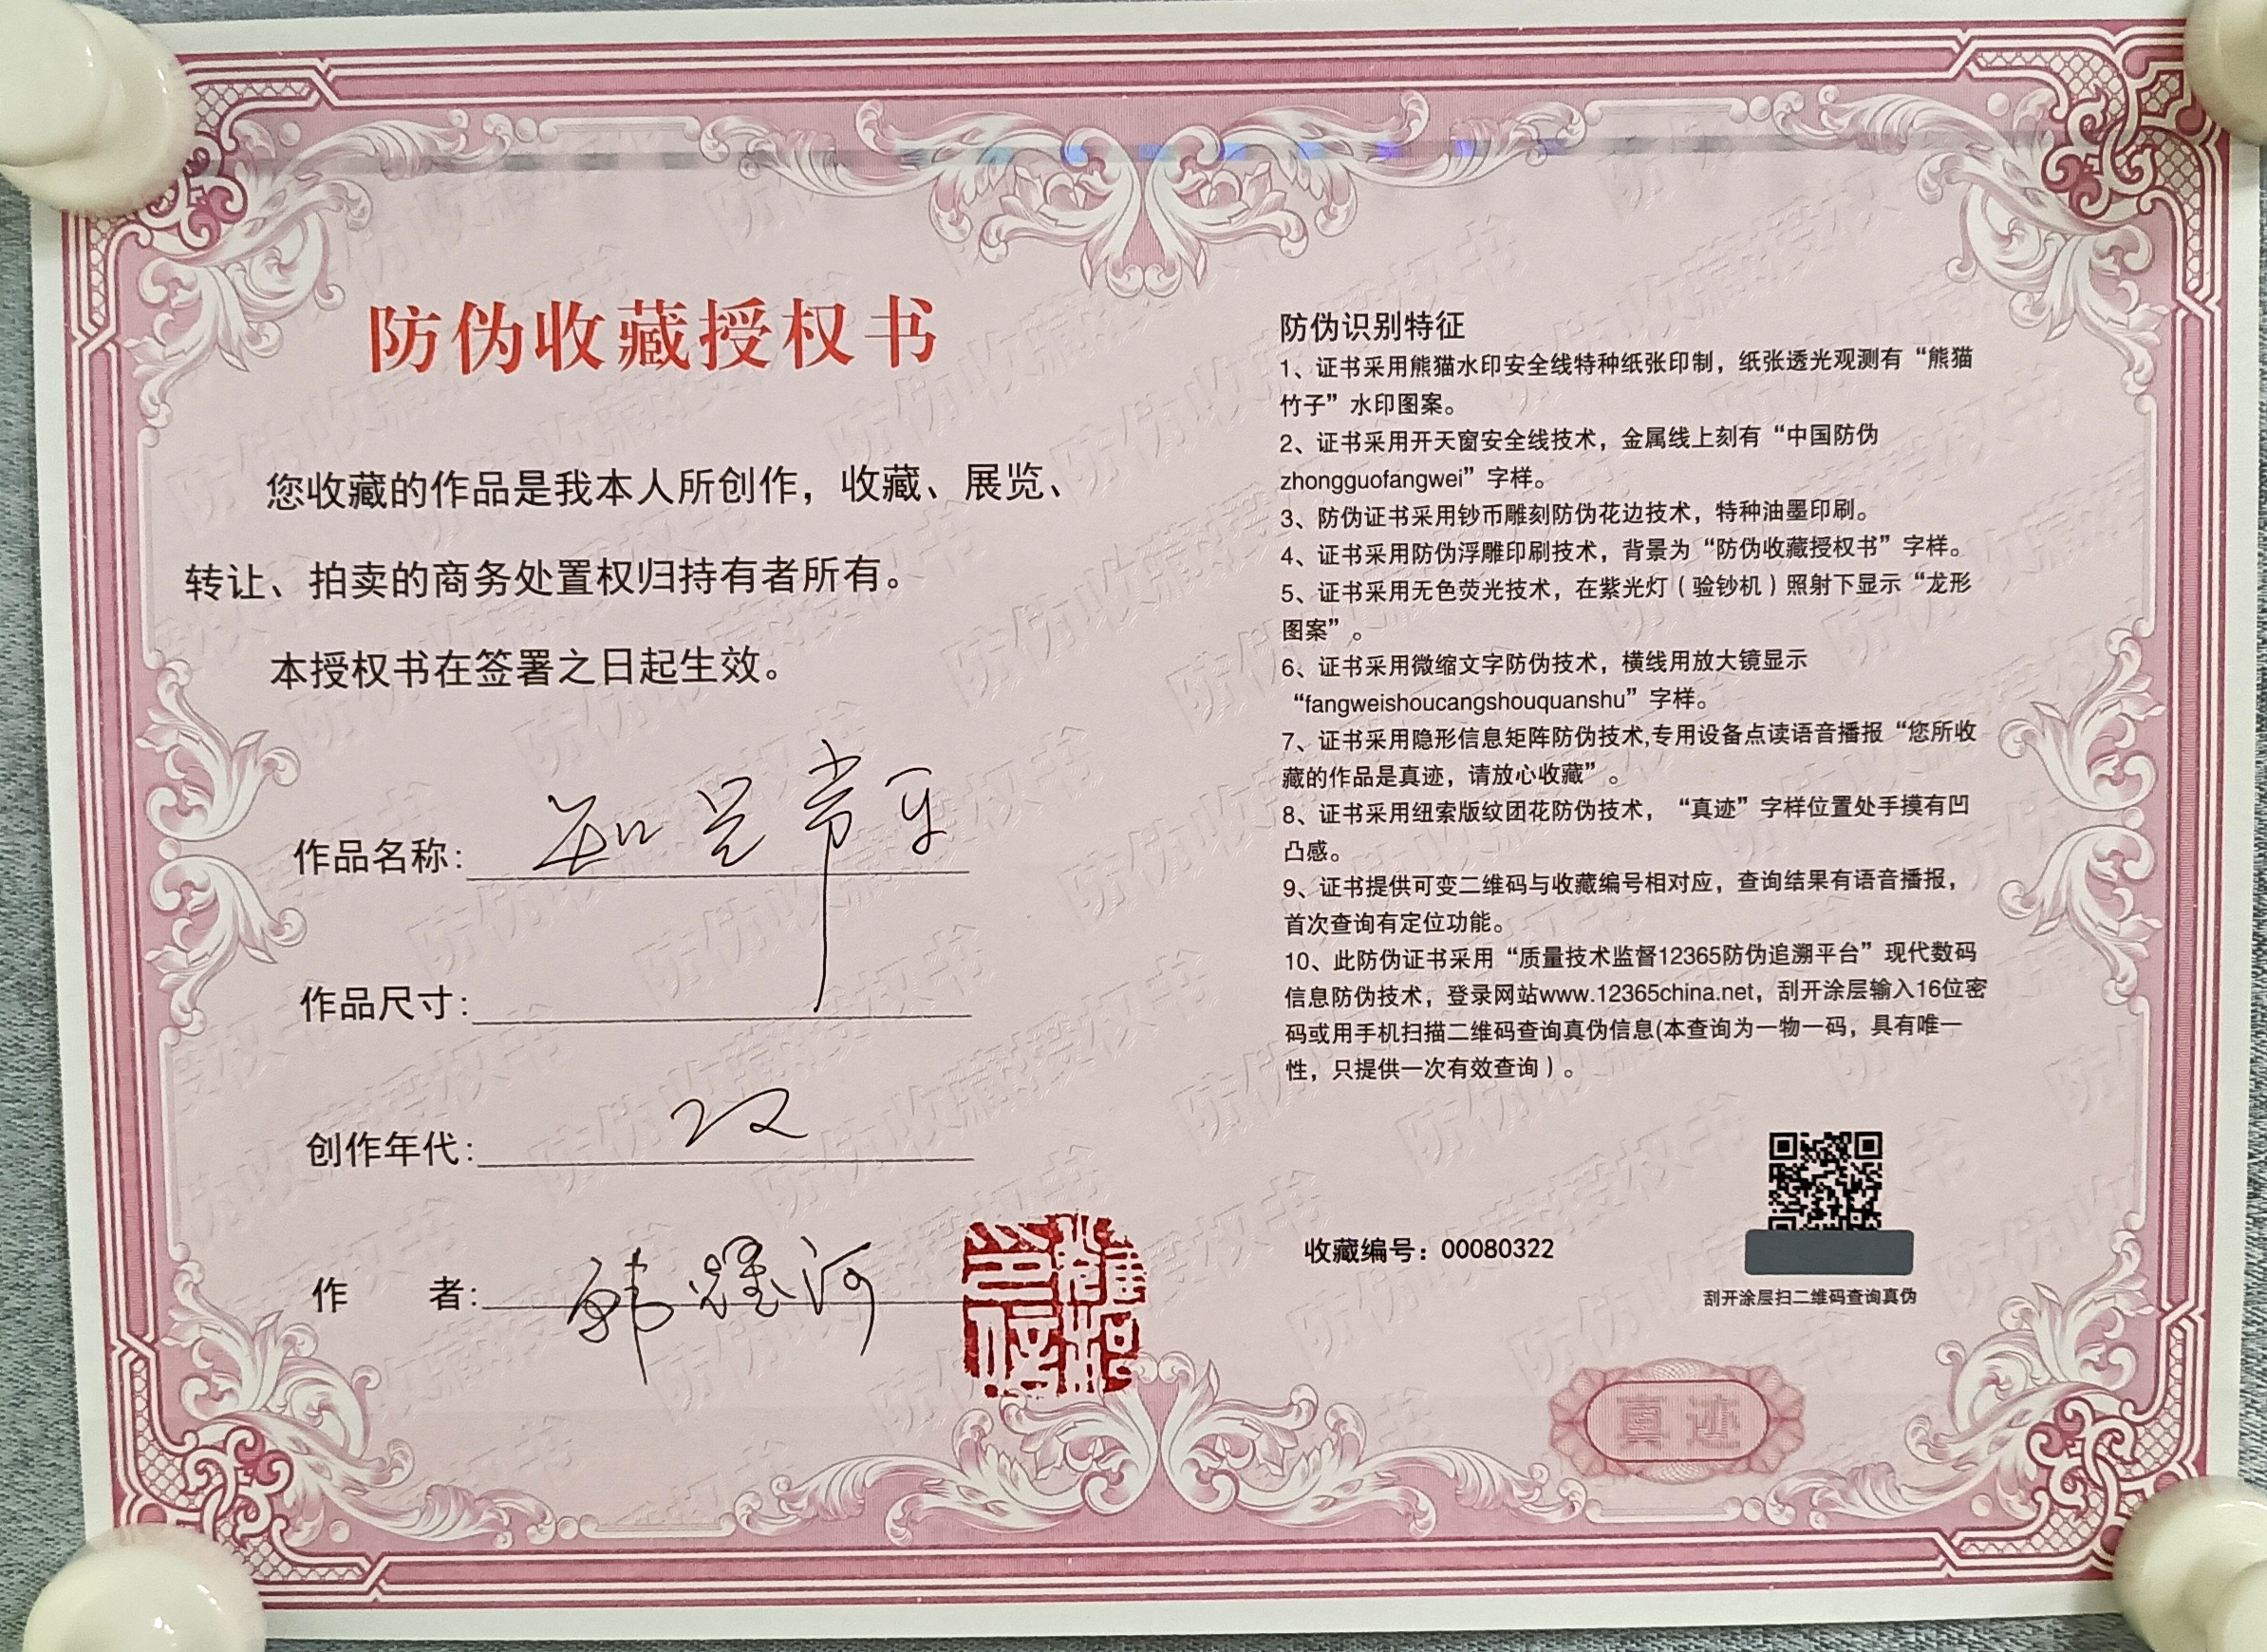 防伪收藏授权书
您收藏的作品是我本人所创作，收藏、展览、
转让、拍卖的商务处置权归持有者所有。
本授权书在签署之日起生效。
作品名称：知足常乐
作品尺寸：
创作年代：
作 者：韩耀河
防伪识别特征
1、证书采用熊猫水印安全线特种纸张印制，纸张透光观测有“熊猫
竹子”水印图案。
2、证书采用开天窗安全线技术，金属线上刻有“中国防伪
zhongguofangwei”字样。
3、防伪证书采用钞币雕刻防伪花边技术，特种油墨印刷。
4、证书采用防伪浮雕印刷技术，背景为“防伪收藏授权书”字样。
5、证书采用无色荧光技术，在紫光灯（验钞机）照射下显示“龙形
图案”。
6、证书采用微缩文字防伪技术，横线用放大镜显示
“fangweishoucangshouquanshu”字样。
7、证书采用隐形信息矩阵防伪技术,专用设备点读语音播报“您所收
藏的作品是真迹，请放心收藏”。
8、证书采用纽索版纹团花防伪技术，“真迹”字样位置处手摸有凹
凸感。
9、证书提供可变二维码与收藏编号相对应，查询结果有语音播报，
首次查询有定位功能。
10、此防伪证书采用“质量技术监督12365防伪追溯平台”现代数码
信息防伪技术，登录网站www.12365china.net，刮开涂层输入16位密
码或用手机扫描二维码查询真伪信息(本查询为一物一码，具有唯一
性，只提供一次有效查询）。
收藏编号：00080322
刮开涂层扫二维码查询真伪
真迹